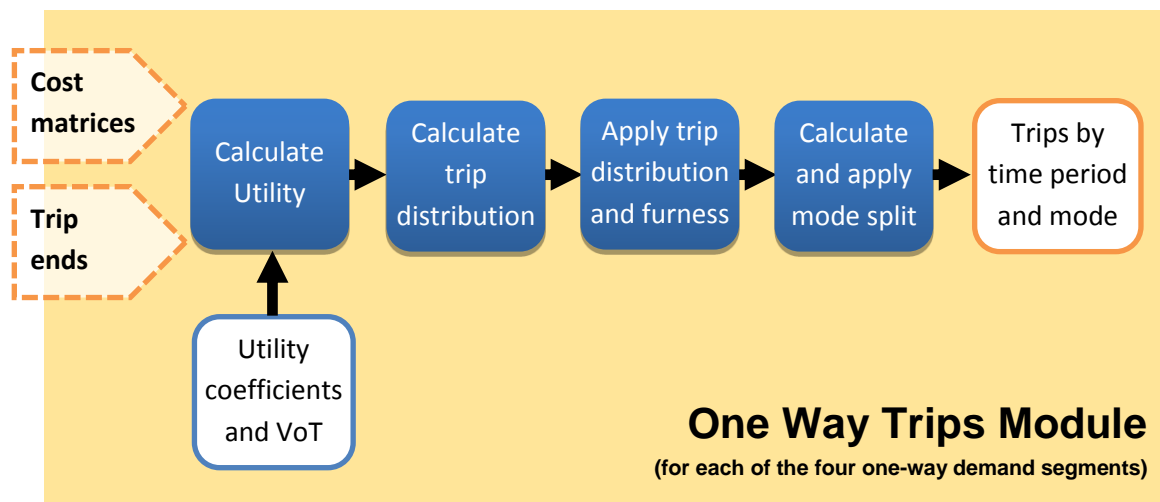 Cost
matrices
Trip
ends
Calculate
Utility
Calculate
trip
distribution
Apply trip
distribution
and furness
Calculate
and apply
mode split
Trips by
time period
and mode
Utility
coefficients
and VoT
One Way Trips Module
(for each of the four one-way demand segments)